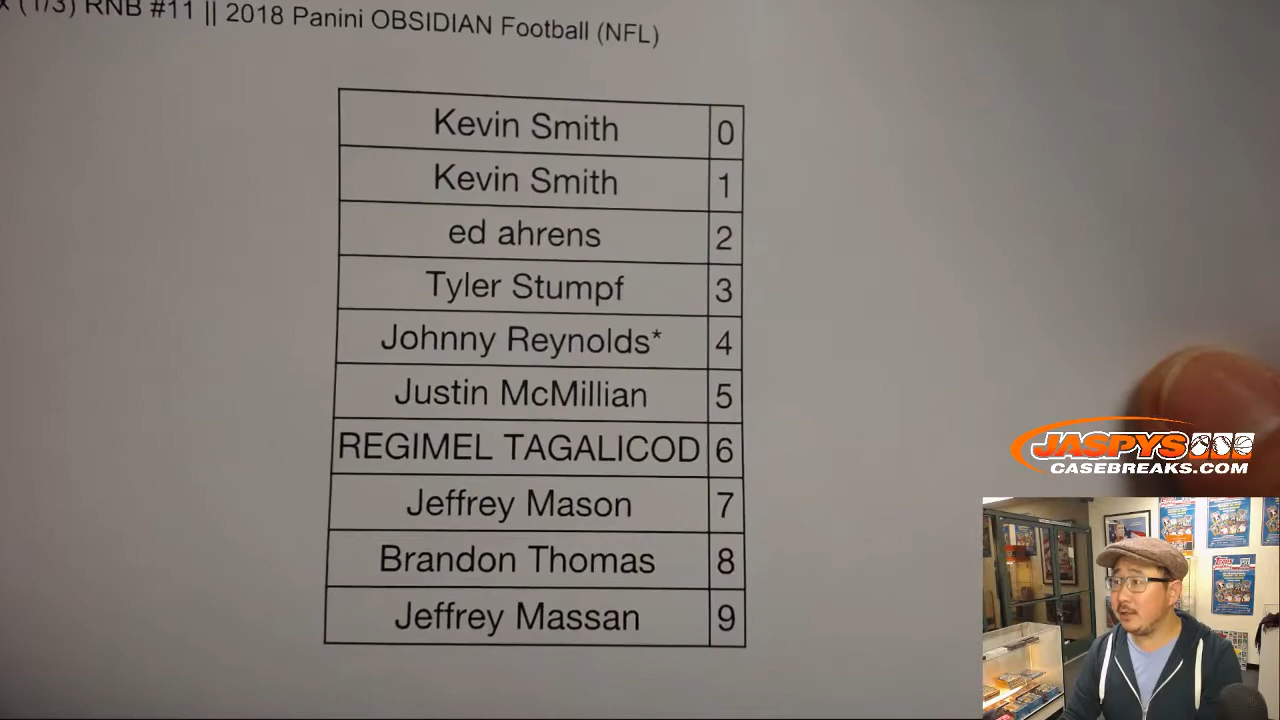 (1/3) RNB #11 || 2018 Panini OBSIDIAN Football (NFL)
Kevin Smith 0
Kevin Smith 1
ed ahrens 2
Tyler Stumpf 3
Johnny Reynolds* 4
Justin McMillian 5
REGIMEL TAGALICOD 6
Jeffrey Mason 7
Brandon Thomas 8
Jeffrey Massan 9
JASPYS
CASEBREAKS.COM